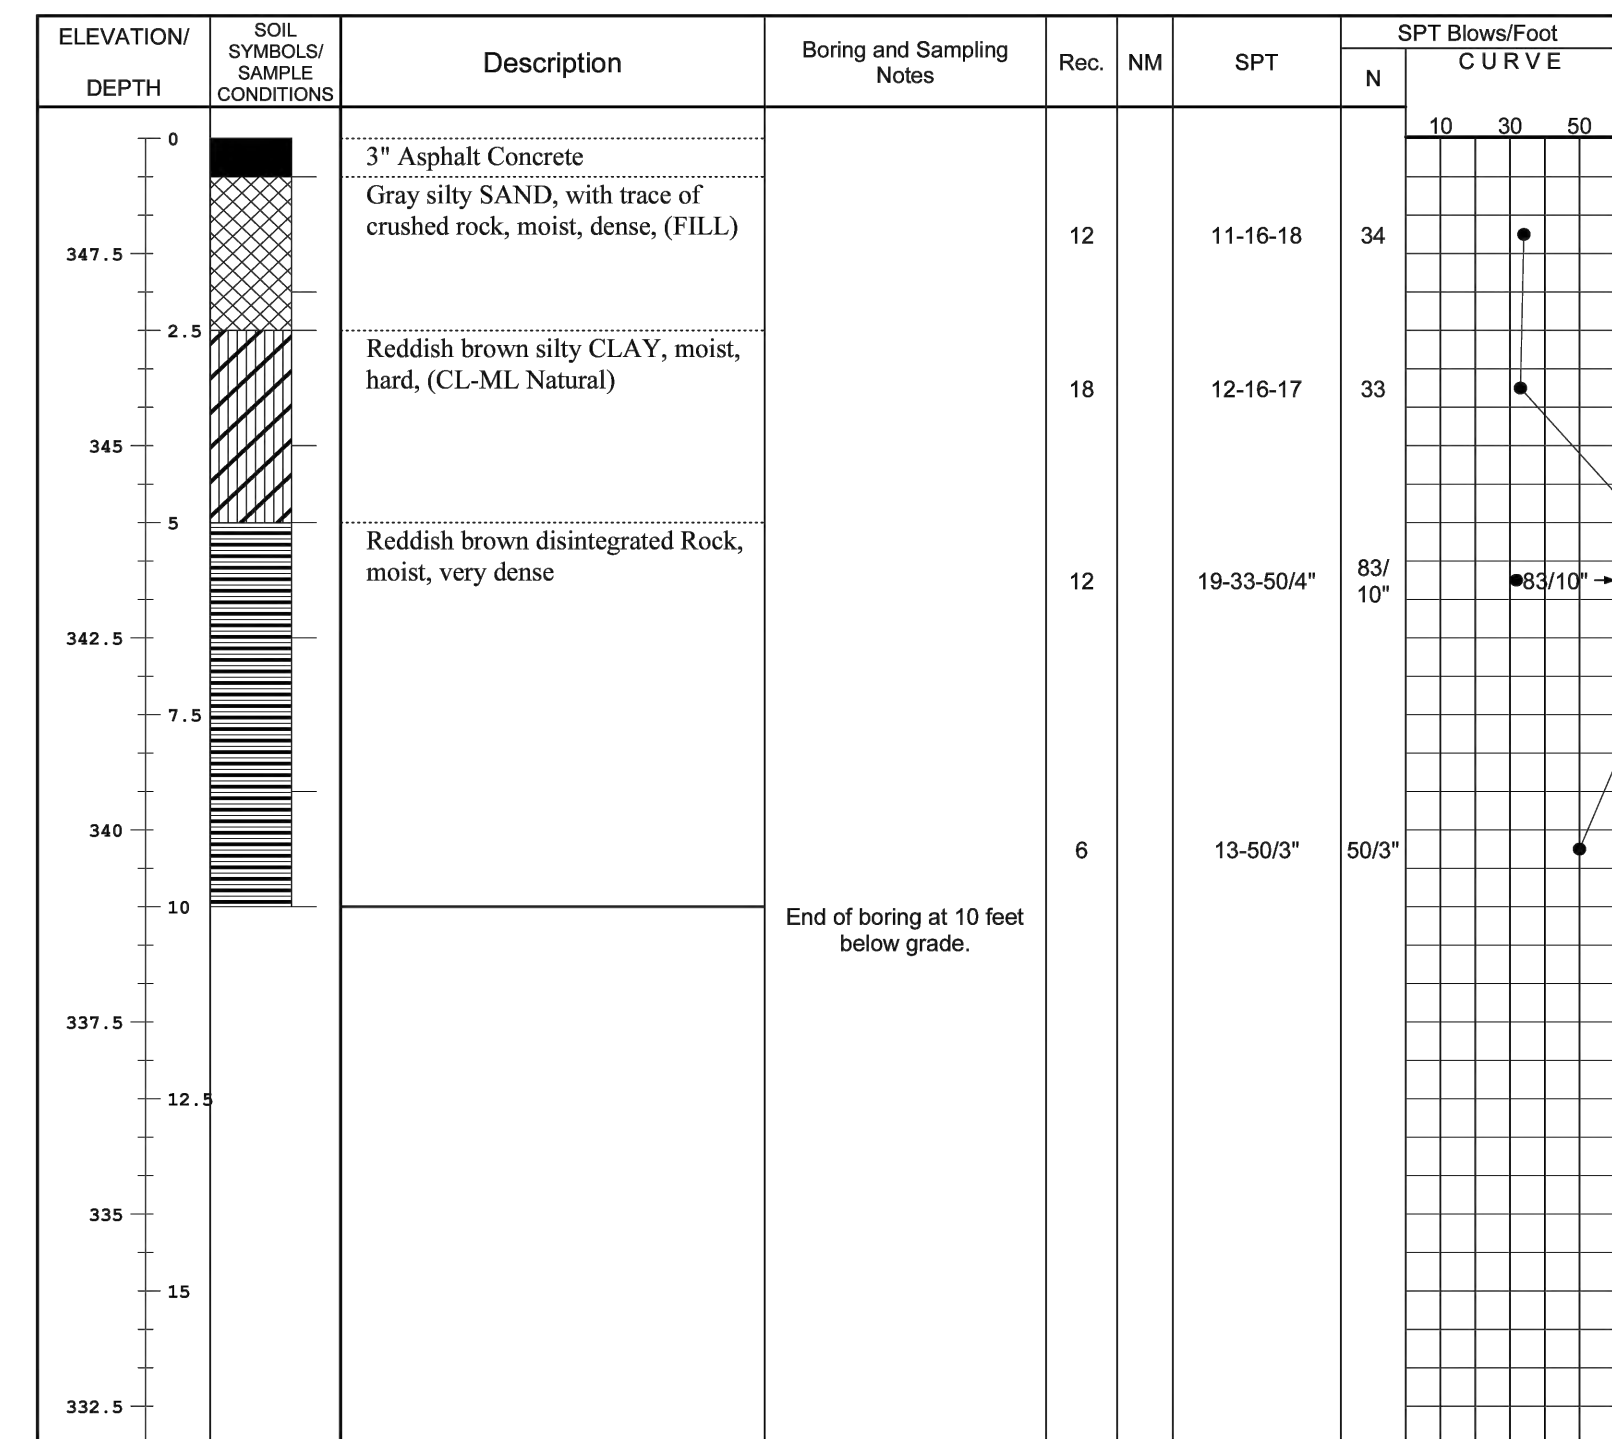 ELEVATION/
DEPTH
SOIL
SYMBOLS/
SAMPLE
CONDITIONS
Description
Boring and Sampling
Notes
Rec.
NM
SPT
SPT Blows/Foot
N
C U R V E
10 30 50
0
3" Asphalt Concrete
Gray silty SAND, with trace of
crushed rock, moist, dense, (FILL)
12 11-16-18 34
347.5
2.5
Reddish brown silty CLAY, moist,
hard, (CL-ML Natural)
18 12-16-17 33
345
5
Reddish brown disintegrated Rock,
moist, very dense
12 19-33-50/4" 83/
10"
83/10"
342.5
7.5
340
6 13-50/3" 50/3"
10
End of boring at 10 feet
below grade.
337.5
12.5
335
15
332.5